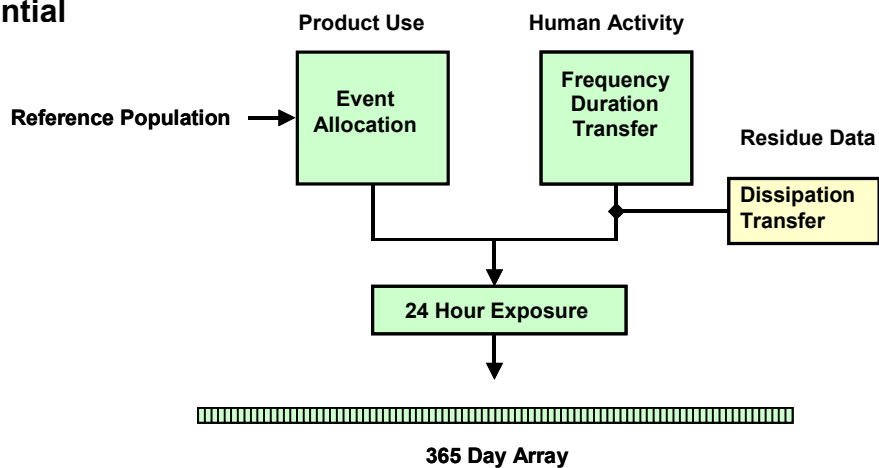 ntial
Product Use
Human Activity
Reference Population
Event
Allocation
Frequency
Duration
Transfer
Residue Data
Dissipation
Transfer
24 Hour Exposure
365 Day Array